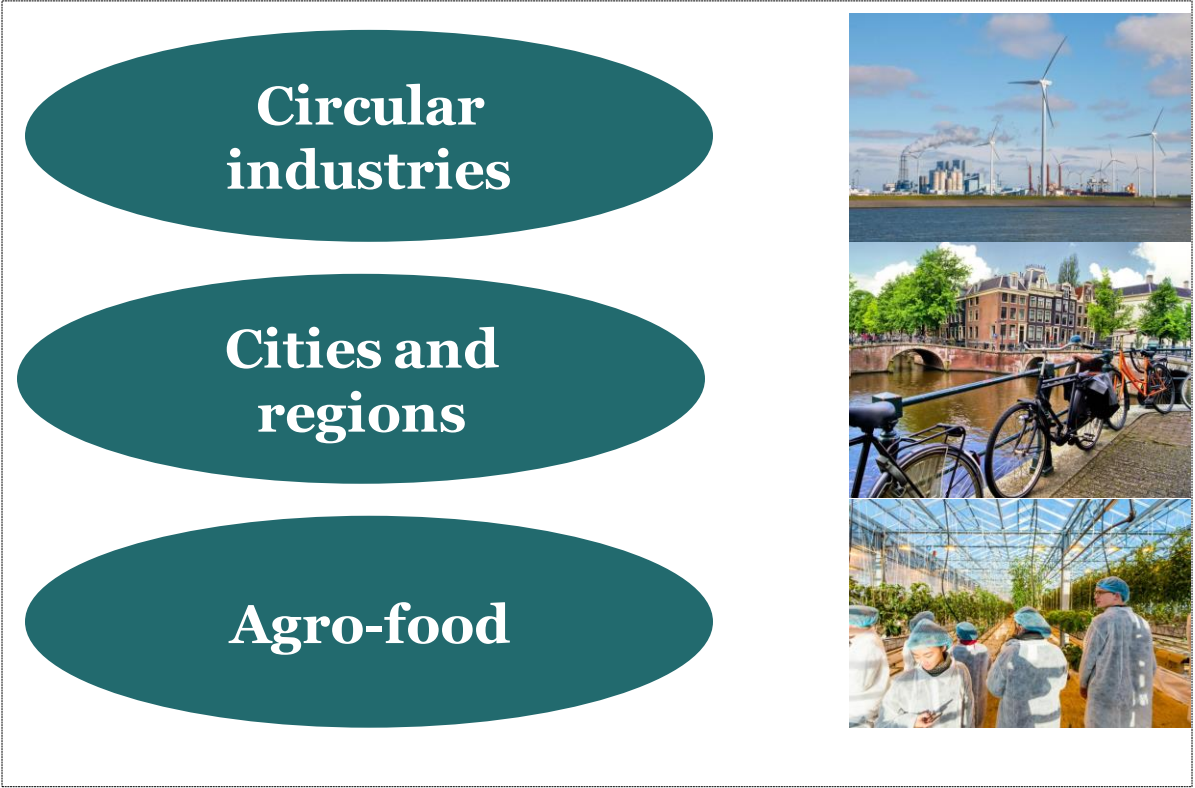 Circular
industries
Cities and
regions
Agro-food